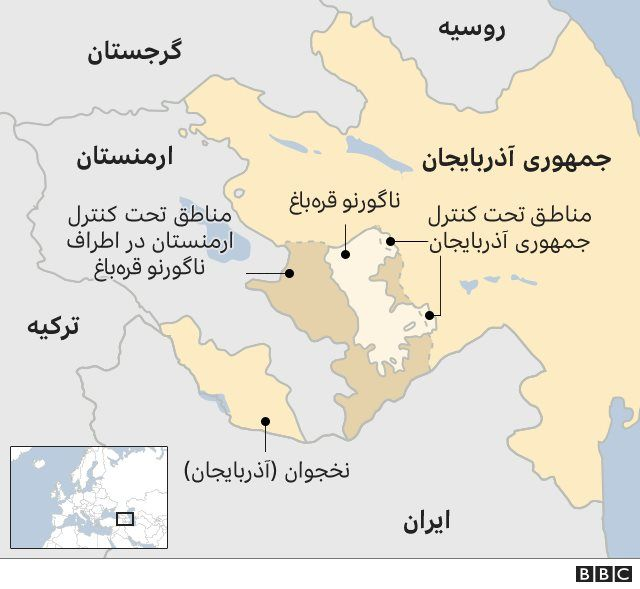 روسیه
گرجستان
ارمنستان
جمهوری آذربایجان
ناگورنو قره‌باغ
مناطق تحت کنترل
جمهوری آذربایجان
مناطق تحت کنترل
ارمنستان در اطراف
ناگورنو قره‌باغ
ترکیه
نخجوان (آذربایجان)
ایران
BBC